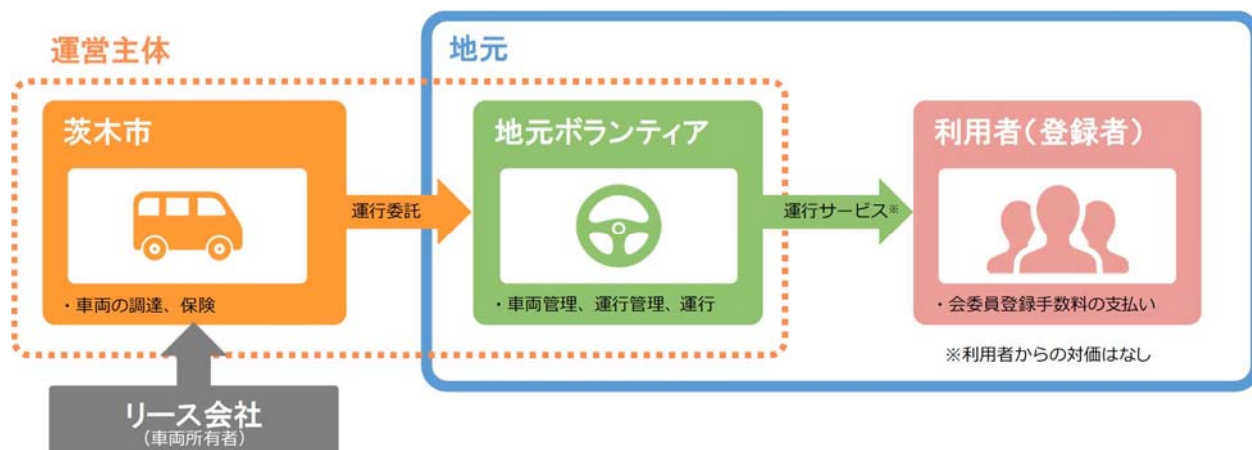 運営主体
地元
茨木市
・車両の調達、保険
運行委託
地元ボランティア
・車両管理、運行管理、運行
運行サービス※
利用者（登録者）
・会委員登録手数料の支払い
※利用者からの対価はなし
リース会社
（車両所有者）